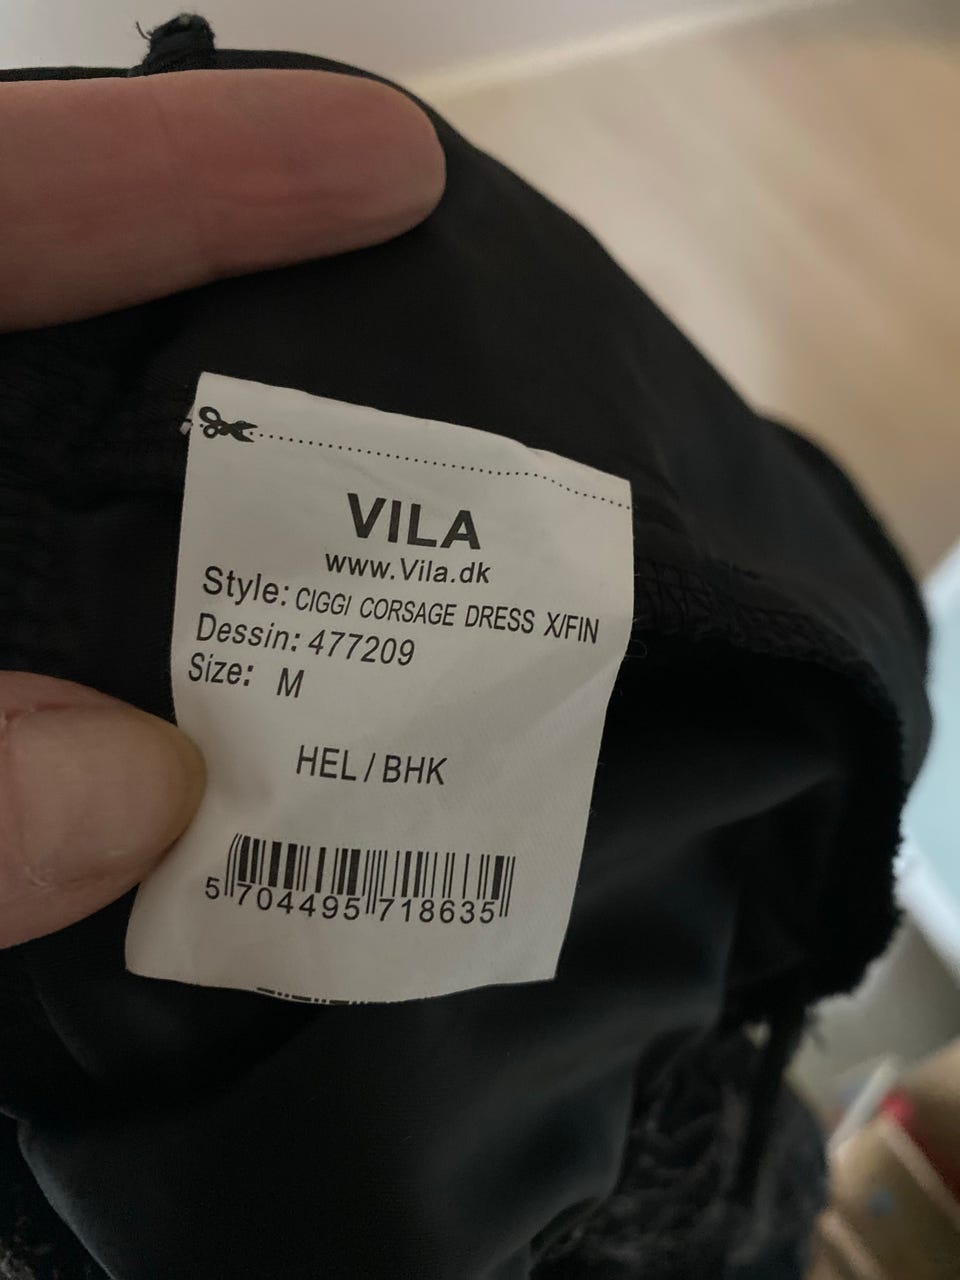 VILA
www.Vila.dk
Style: CIGGI CORSAGE DRESS X/FIN
Dessin: 477209
Size: M
HEL / BHK
5 704495 718635